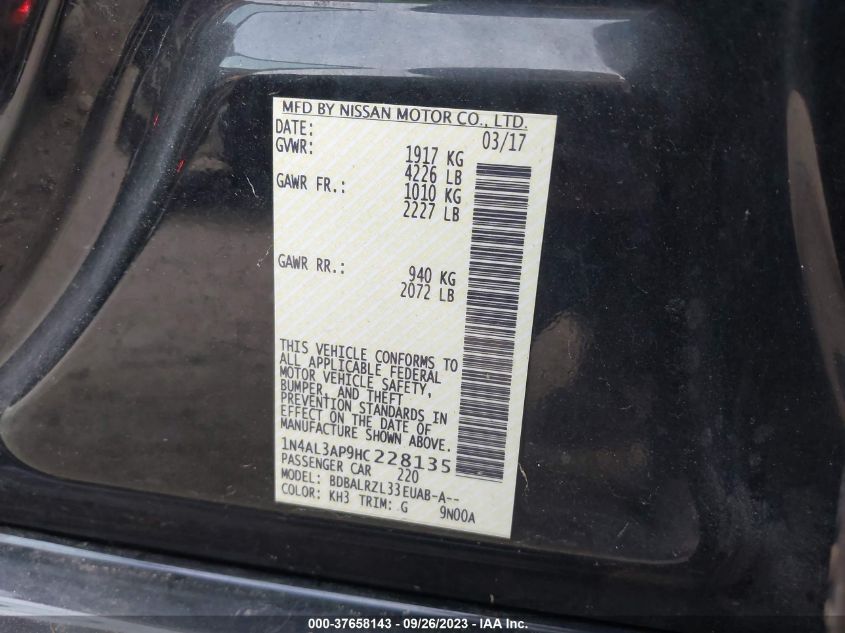 MFD BY NISSAN MOTOR CO., LTD.
DATE: 03/17
GVWR: 1917 KG
4226 LB
GAWR FR.: 1010 KG
2227 LB
GAWR RR.: 940 KG
2072 LB
THIS VEHICLE CONFORMS TO
ALL APPLICABLE FEDERAL
MOTOR VEHICLE SAFETY,
BUMPER, AND THEFT
PREVENTION STANDARDS IN
EFFECT ON THE DATE OF
MANUFACTURE SHOWN ABOVE.
1N4AL3AP9HC228135
PASSENGER CAR 220
MODEL: BDBALRZL33EUAB-A--
COLOR: KH3 TRIM: G 9N00A
000-37658143 - 09/26/2023 - IAA Inc.